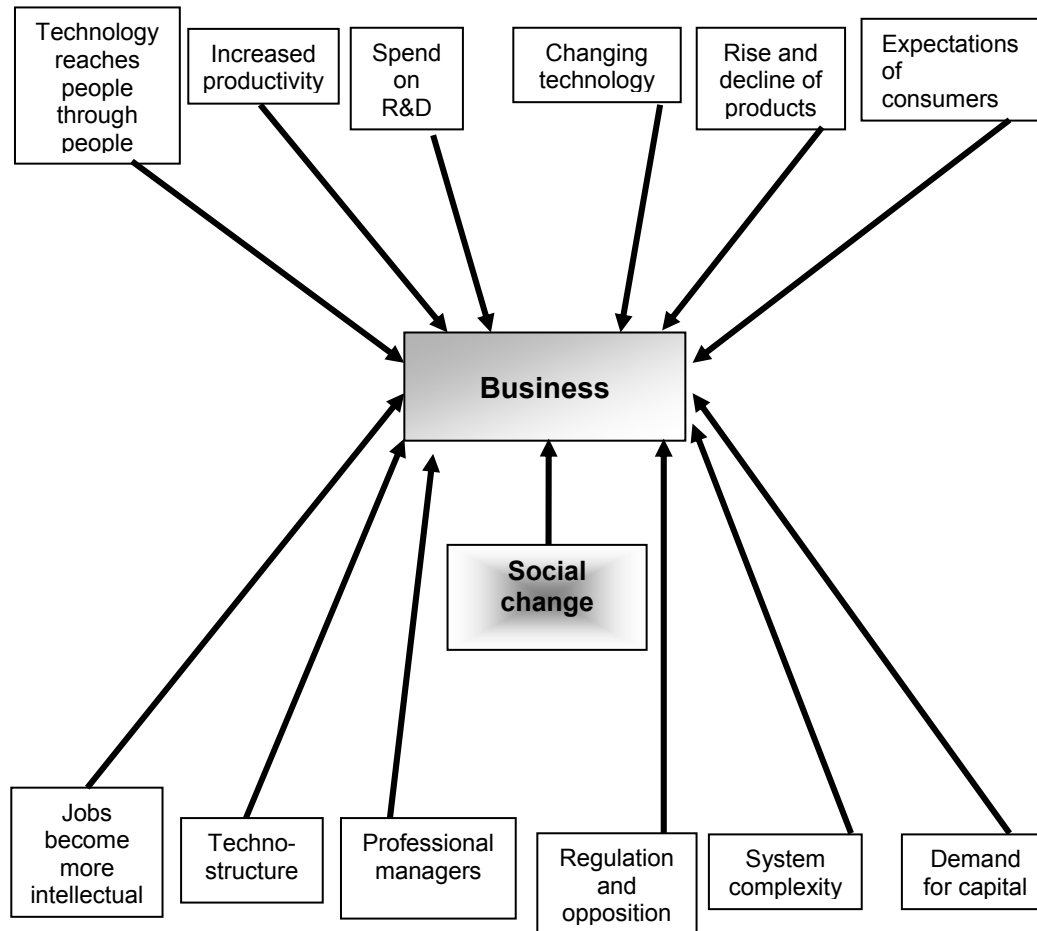 Technology
reaches
people
through
people
Increased
productivity
Spend
on
R&D
Changing
technology
Rise and
decline of
products
Expectations
of
consumers
Business
Social
change
Jobs
become
more
intellectual
Techno-
structure
Professional
managers
Regulation
and
opposition
System
complexity
Demand
for capital